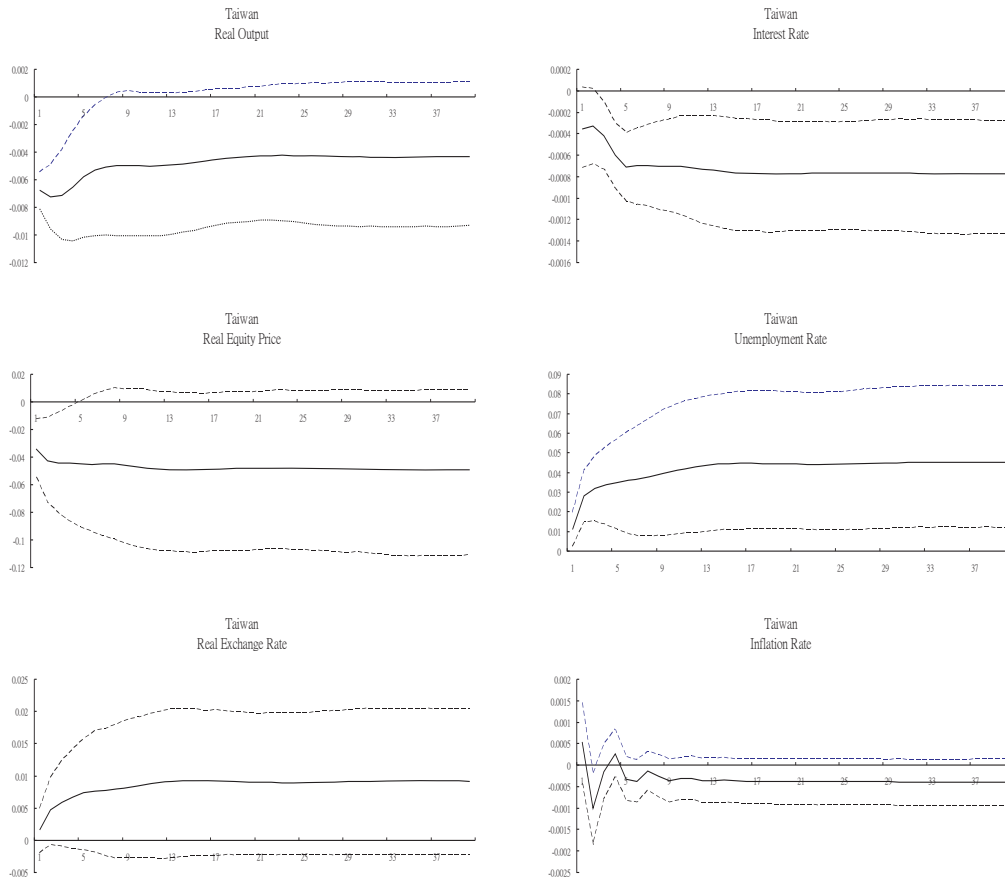 Taiwan
Real Output
0.002
0
-0.002
-0.004
-0.006
-0.008
-0.01
-0.012
1 5 9 13 17 21 25 29 33 37
Taiwan
Interest Rate
0.0002
0
-0.0002
-0.0004
-0.0006
-0.0008
-0.001
-0.0012
-0.0014
-0.0016
1 5 9 13 17 21 25 29 33 37
Taiwan
Real Equity Price
0.02
0
-0.02
-0.04
-0.06
-0.08
-0.1
-0.12
1 5 9 13 17 21 25 29 33 37
Taiwan
Unemployment Rate
0.09
0.08
0.07
0.06
0.05
0.04
0.03
0.02
0.01
0
1 5 9 13 17 21 25 29 33 37
Taiwan
Real Exchange Rate
0.025
0.02
0.015
0.01
0.005
0
-0.005
1 5 9 13 17 21 25 29 33 37
Taiwan
Inflation Rate
0.002
0.0015
0.001
0.0005
0
-0.0005
-0.001
-0.0015
-0.002
-0.0025
1 5 9 13 17 21 25 29 33 37